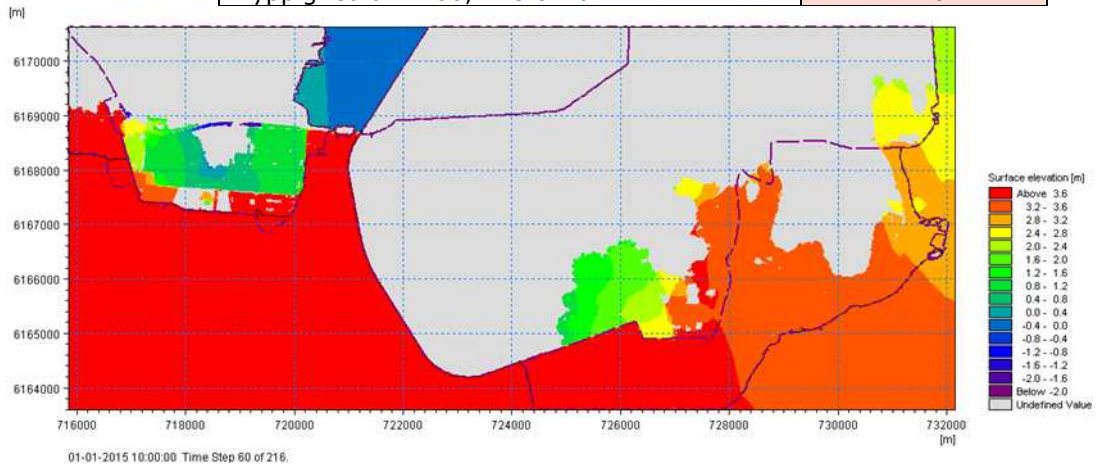 [m]
6170000
6169000
6168000
6167000
6166000
6165000
6164000
716000 718000 720000 722000 724000 726000 728000 730000 732000
[m]
Surface elevation [m]
Above 3.6
3.2 - 3.6
2.8 - 3.2
2.4 - 2.8
2.0 - 2.4
1.6 - 2.0
1.2 - 1.6
0.8 - 1.2
0.4 - 0.8
0.0 - 0.4
-0.4 - 0.0
-0.8 - -0.4
-1.2 - -0.8
-1.6 - -1.2
-2.0 - -1.6
Below -2.0
Undefined Value
01-01-2015 10:00:00 Time Step 60 of 216.